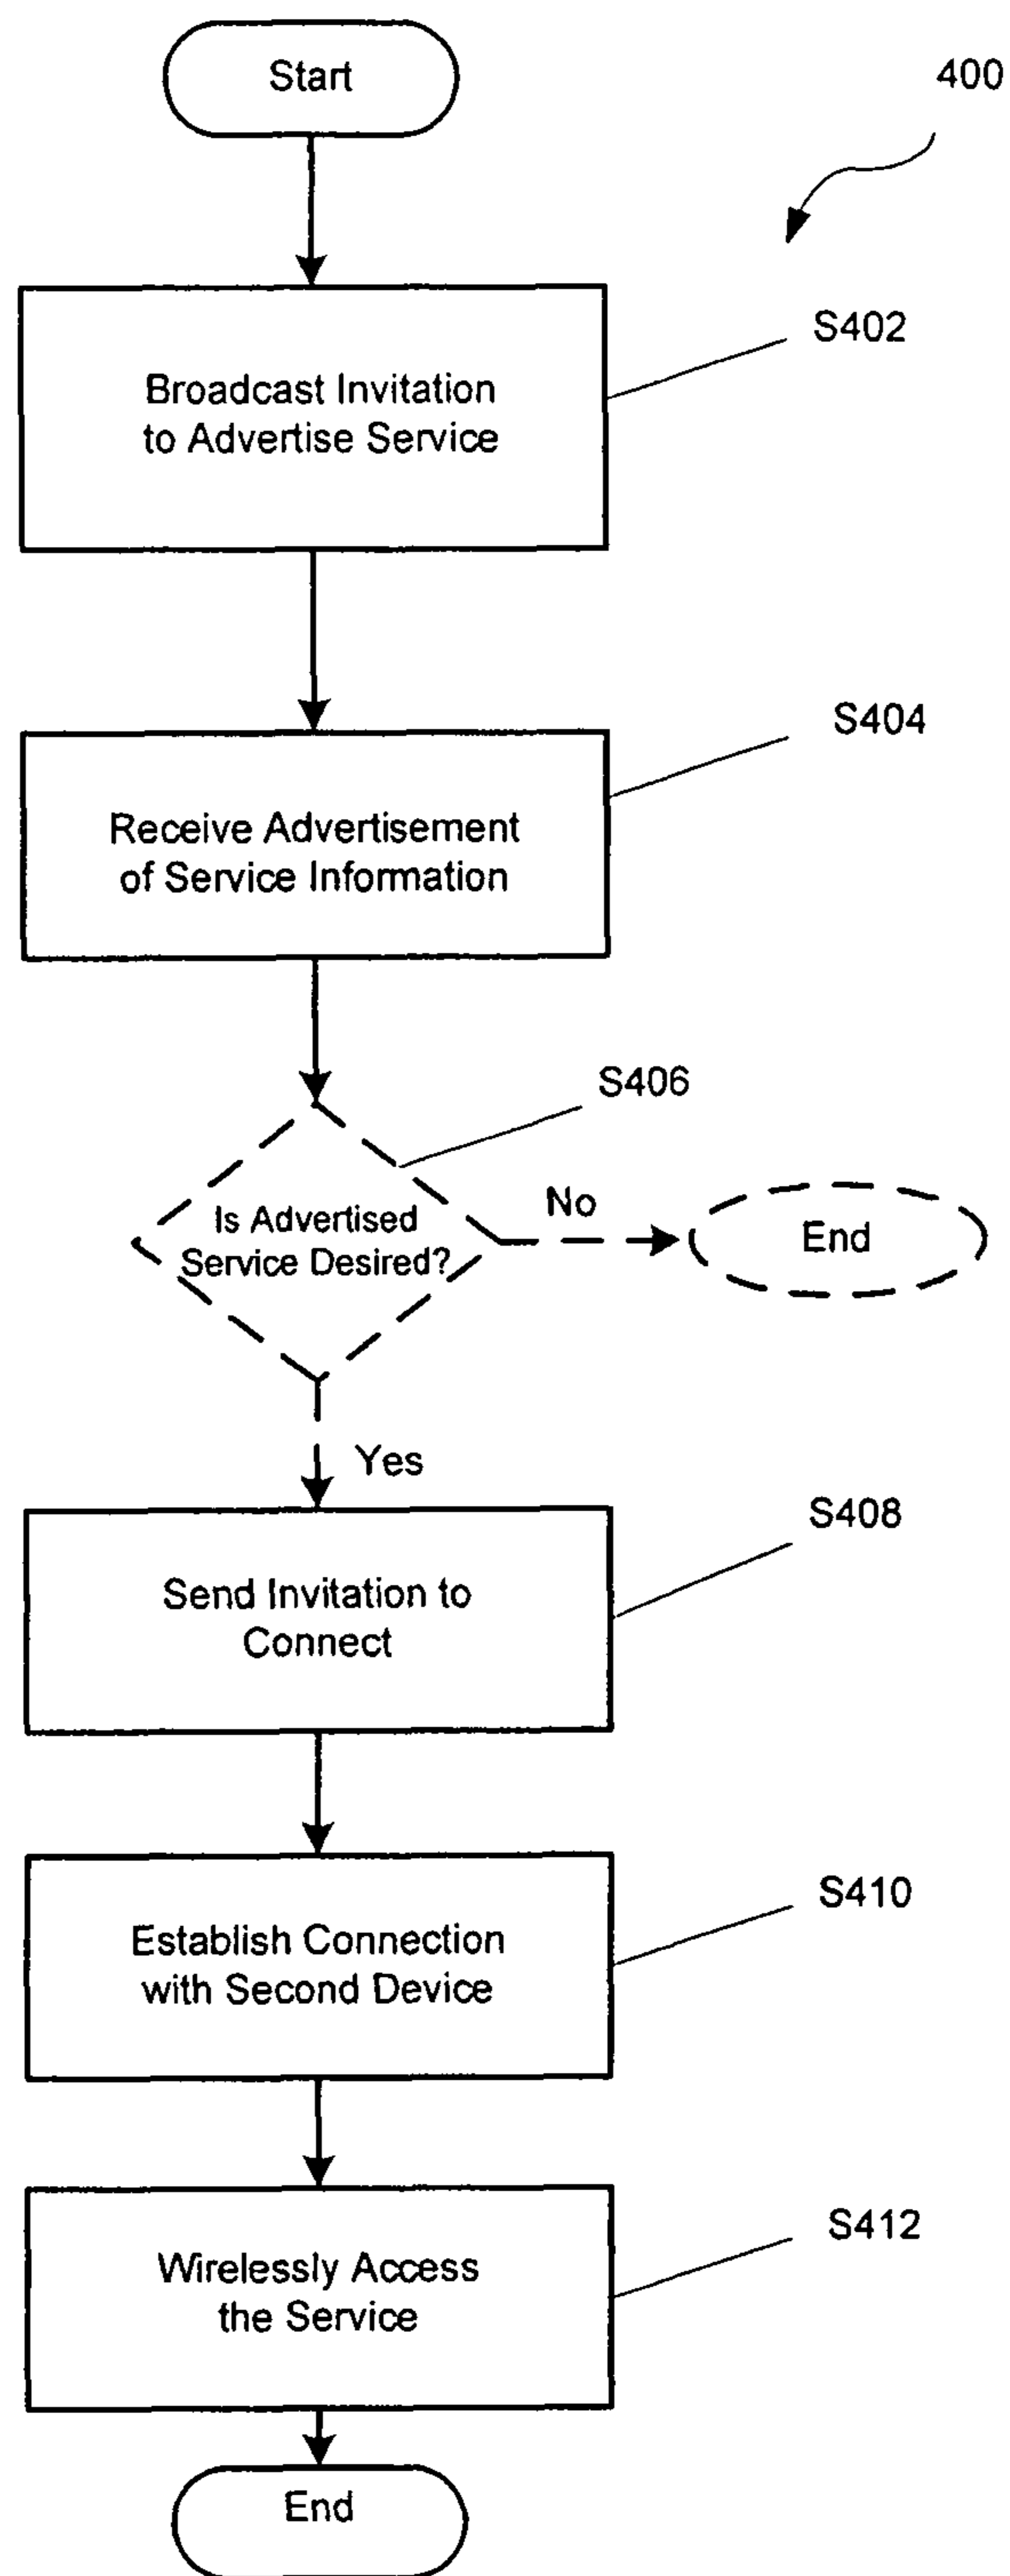 Start
400
S402
Broadcast Invitation
to Advertise Service
S404
Receive Advertisement
of Service Information
S406
Is Advertised
Service Desired?
No
End
Yes
S408
Send Invitation to
Connect
S410
Establish Connection
with Second Device
S412
Wirelessly Access
the Service
End